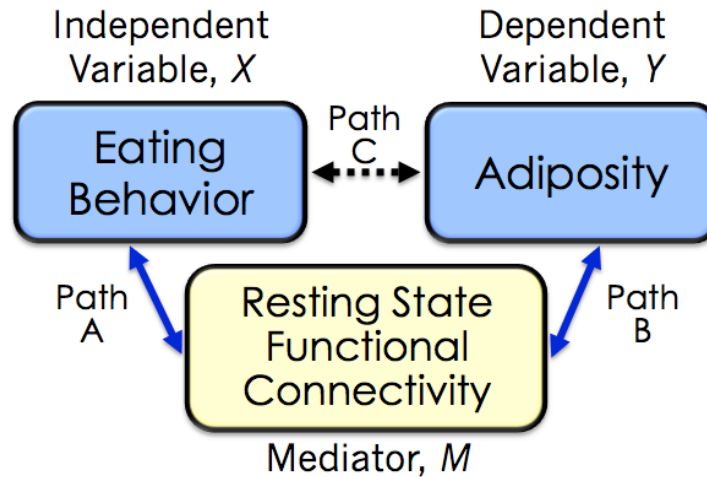 Independent
Variable, X
Dependent
Variable, Y
Eating
Behavior
Path
C
Adiposity
Path
A
Resting State
Functional
Connectivity
Path
B
Mediator, M